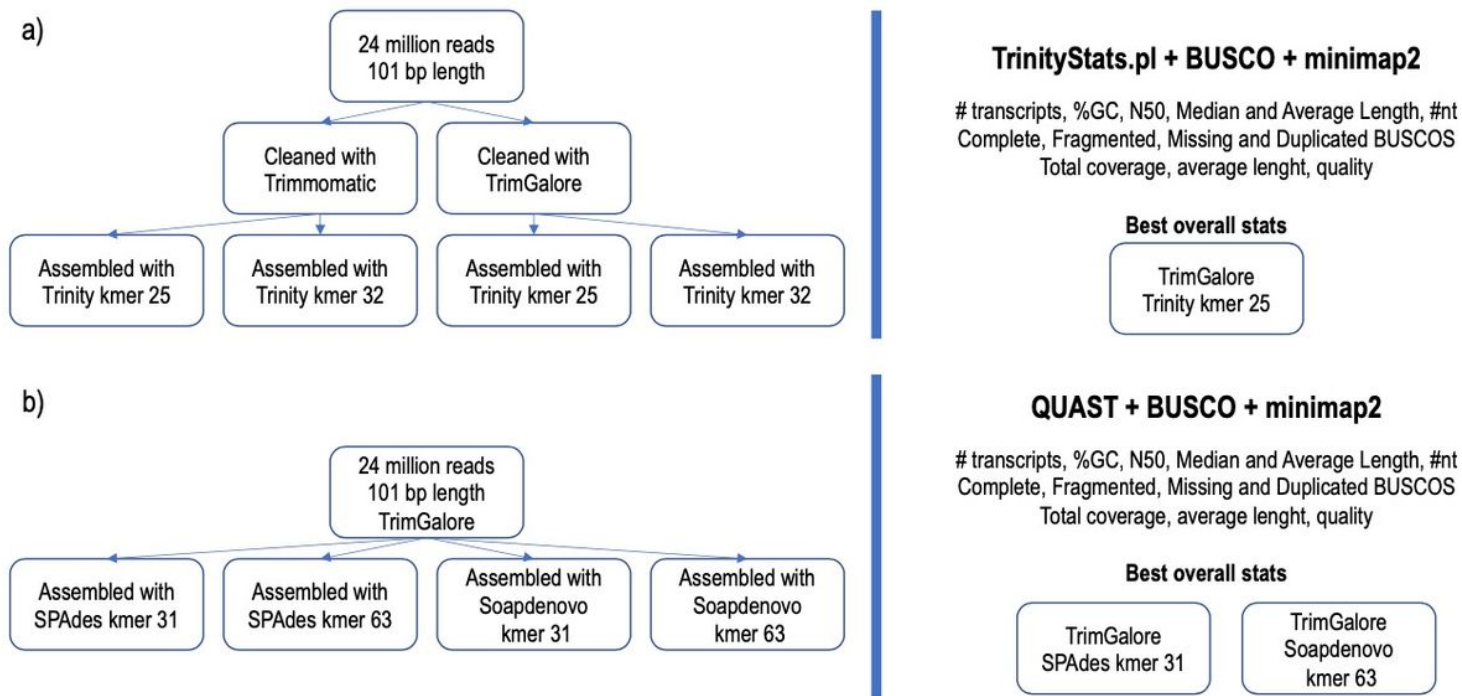 a)
24 million reads
101 bp length
Cleaned with
Trimmomatic
Cleaned with
TrimGalore
Assembled with
Trinity kmer 25
Assembled with
Trinity kmer 32
Assembled with
Trinity kmer 25
Assembled with
Trinity kmer 32
TrinityStats.pl + BUSCO + minimap2
# transcripts, %GC, N50, Median and Average Length, #nt
Complete, Fragmented, Missing and Duplicated BUSCOS
Total coverage, average lenght, quality
Best overall stats
TrimGalore
Trinity kmer 25
b)
24 million reads
101 bp length
TrimGalore
Assembled with
SPAdes kmer 31
Assembled with
SPAdes kmer 63
Assembled with
Soapdenovo
kmer 31
Assembled with
Soapdenovo
kmer 63
QUAST + BUSCO + minimap2
# transcripts, %GC, N50, Median and Average Length, #nt
Complete, Fragmented, Missing and Duplicated BUSCOS
Total coverage, average lenght, quality
Best overall stats
TrimGalore
SPAdes kmer 31
TrimGalore
Soapdenovo
kmer 63